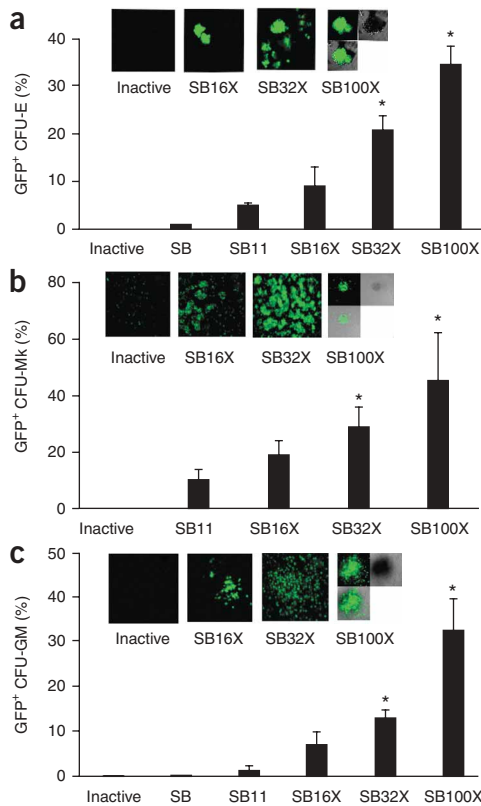 a
GFP⁺ CFU-E (%)
40
30
20
10
0
Inactive SB16X SB32X SB100X
*
*
Inactive SB SB11 SB16X SB32X SB100X
b
GFP⁺ CFU-Mk (%)
80
60
40
20
0
Inactive SB16X SB32X SB100X
*
*
Inactive SB11 SB16X SB32X SB100X
c
GFP⁺ CFU-GM (%)
50
40
30
20
10
0
Inactive SB16X SB32X SB100X
*
*
Inactive SB SB11 SB16X SB32X SB100X